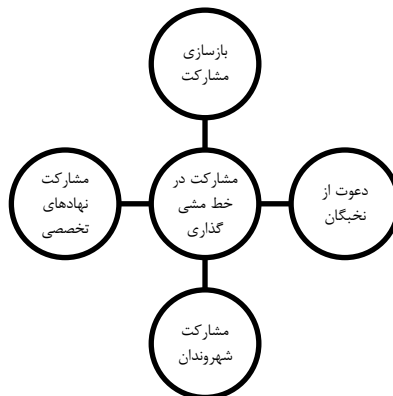 بازسازی
مشارکت
مشارکت در
خط مشی
گذاری
دعوت از
نخبگان
مشارکت
نهادهای
تخصصی
مشارکت
شهروندان